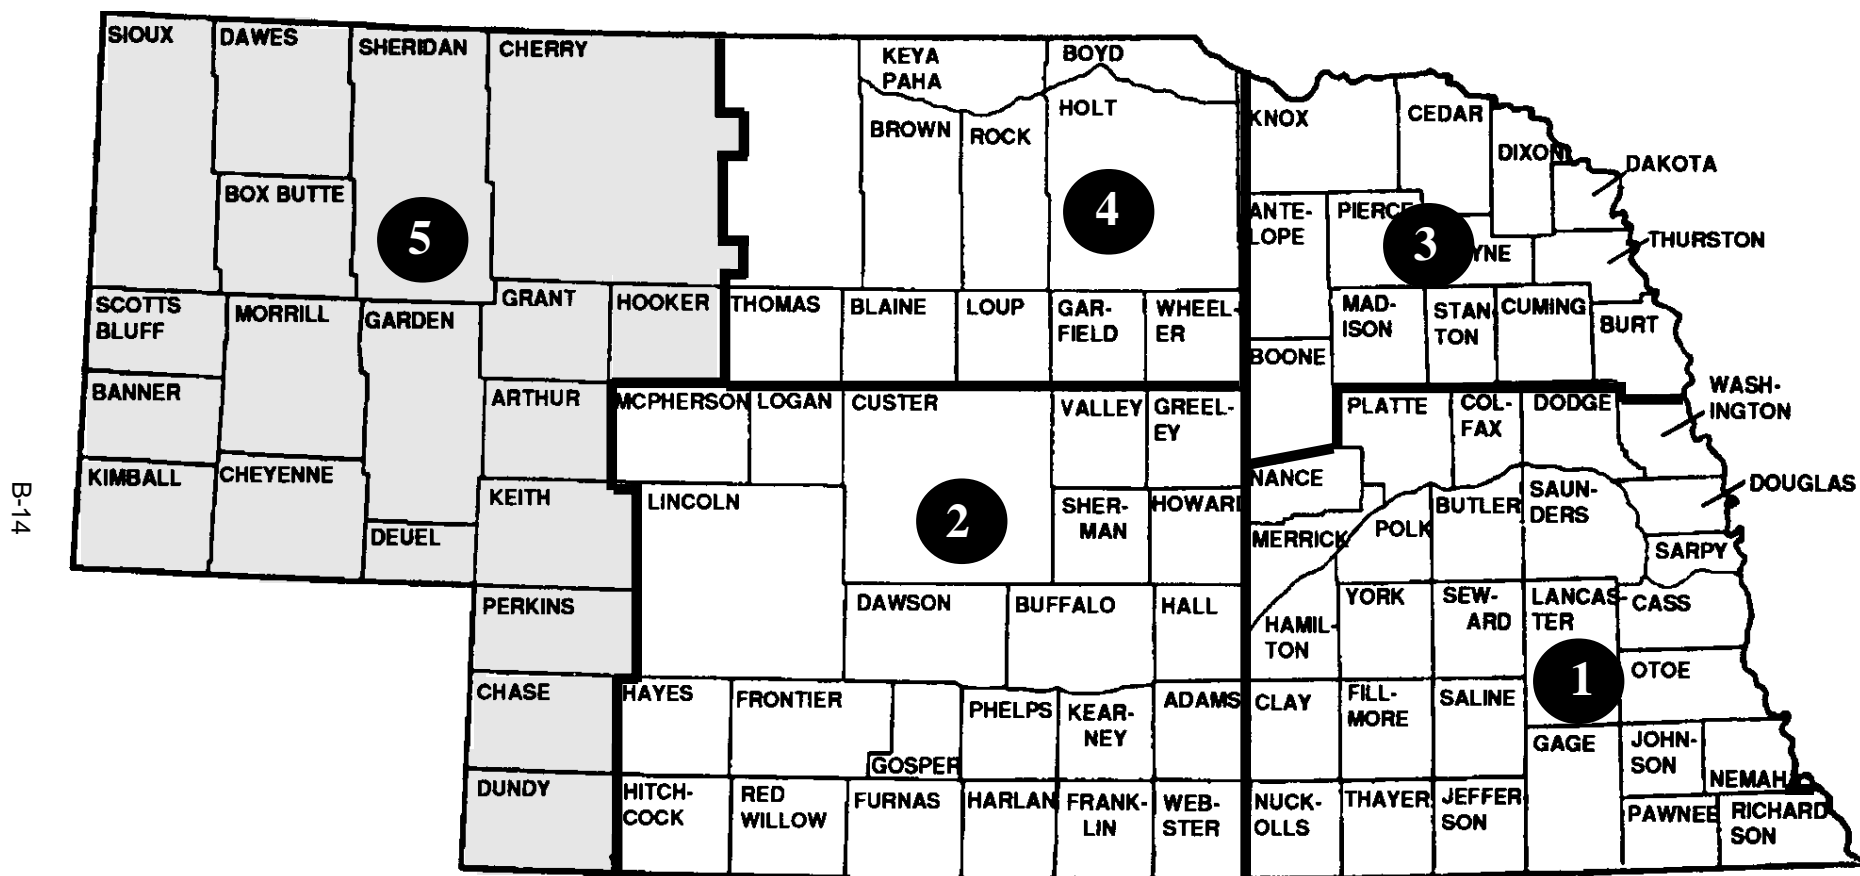 SIOUX
DAWES
SHERIDAN
CHERRY
KEYA
PAHA
BOYD
HOLT
BROWN
ROCK
KNOX
CEDAR
DIXON
DAKOTA
BOX BUTTE
5
4
ANTE-
LOPE
PIERCE
3
YNE
THURSTON
SCOTTS
BLUFF
MORRILL
GARDEN
GRANT
HOOKER
THOMAS
BLAINE
LOUP
GAR-
FIELD
WHEEL-
ER
MAD-
ISON
STAN-
TON
CUMING
BURT
BOONE
BANNER
ARTHUR
MCPHERSON
LOGAN
CUSTER
VALLEY
GREEL-
EY
PLATTE
COL-
FAX
DODGE
WASH-
INGTON
KIMBALL
CHEYENNE
KEITH
LINCOLN
2
SHER-
MAN
HOWARD
NANCE
MERRICK
POLK
BUTLER
SAUN-
DERS
DOUGLAS
SARPY
B-14
DEUEL
PERKINS
DAWSON
BUFFALO
HALL
HAMIL-
TON
YORK
SEW-
ARD
LANCAS-
TER
CASS
1
OTOE
CHASE
HAYES
FRONTIER
GOSPER
PHELPS
KEAR-
NEY
ADAMS
CLAY
FILL-
MORE
SALINE
GAGE
JOHN-
SON
NEMAHA
DUNDY
HITCH-
COCK
RED
WILLOW
FURNAS
HARLAN
FRANK-
LIN
WEB-
STER
NUCK-
OLLS
THAYER
JEFFER
SON
PAWNEE
RICHARD
SON